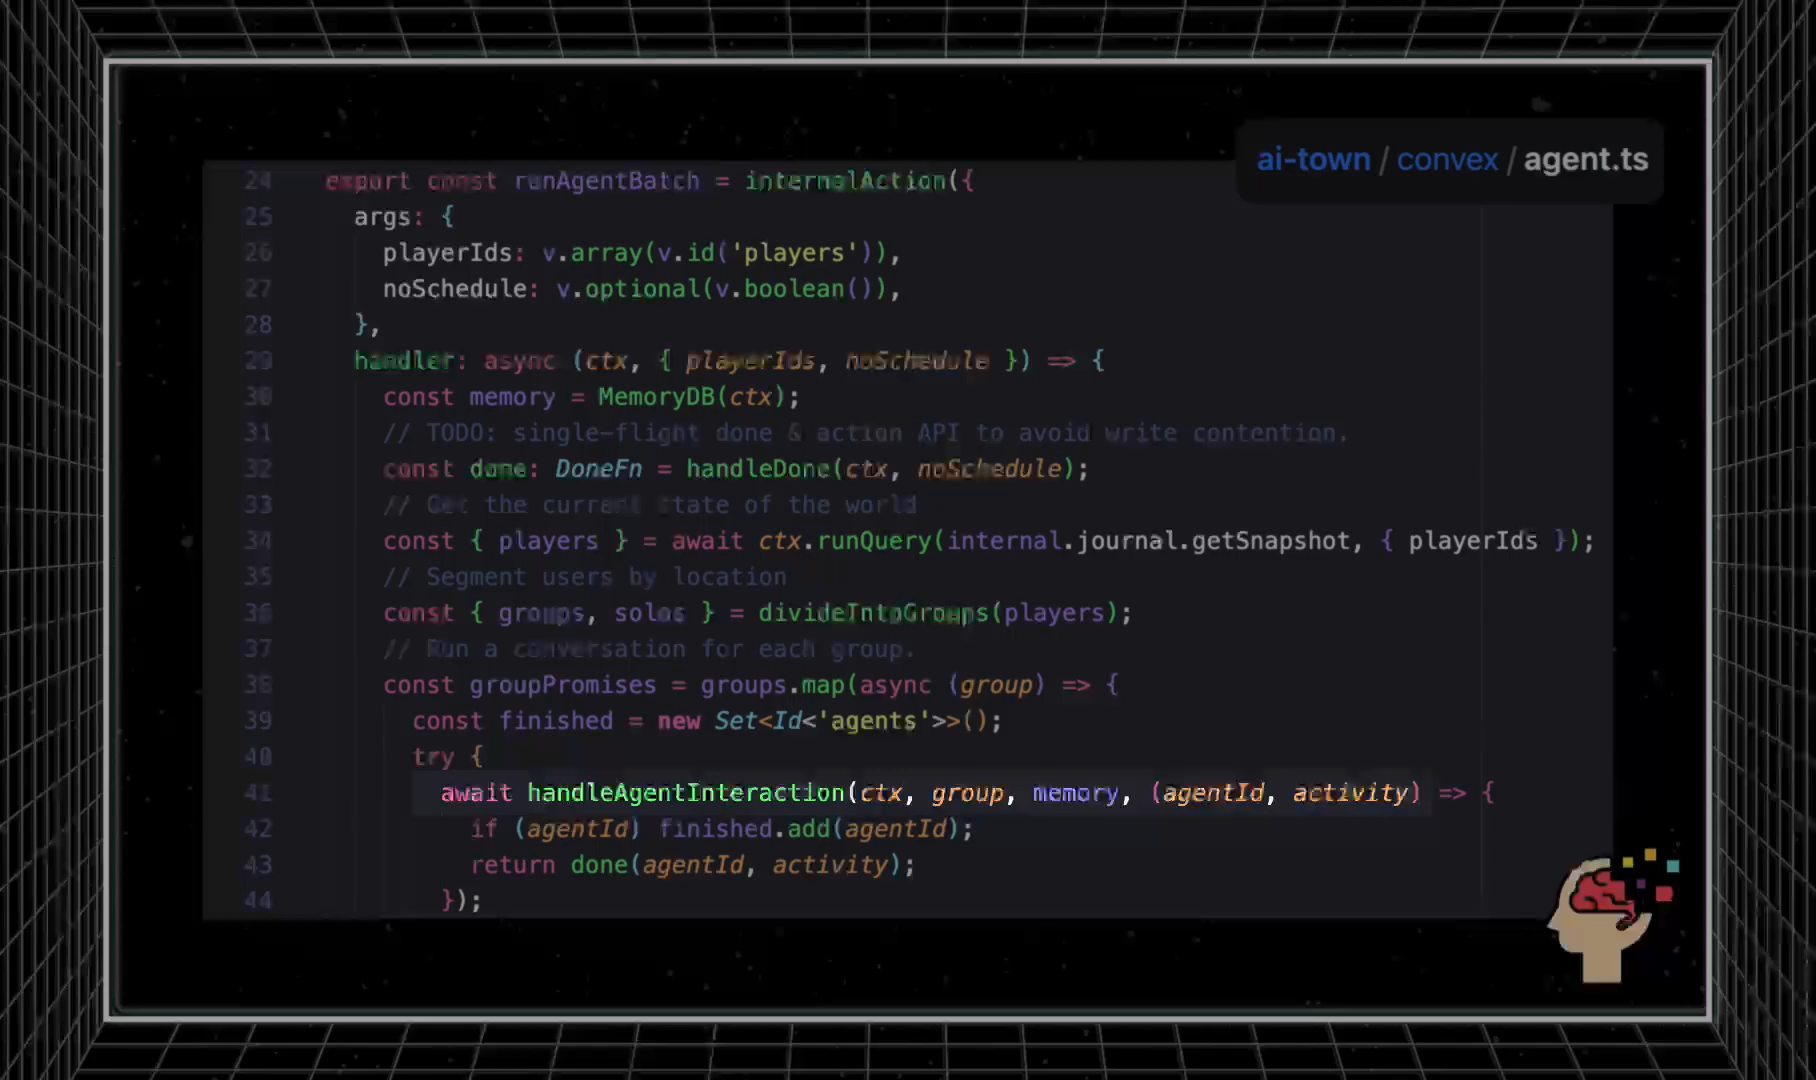 ai-town / convex / agent.ts
24 export const runAgentBatch = internalAction({
25 args: {
26 playerIds: v.array(v.id('players')),
27 noSchedule: v.optional(v.boolean()),
28 },
29 handler: async (ctx, { playerIds, noSchedule }) => {
30 const memory = MemoryDB(ctx);
31 // TODO: single-flight done & action API to avoid write contention.
32 const done: DoneFn = handleDone(ctx, noSchedule);
33 // Get the current state of the world
34 const { players } = await ctx.runQuery(internal.journal.getSnapshot, { playerIds });
35 // Segment users by location
36 const { groups, solos } = divideIntoGroups(players);
37 // Run a conversation for each group.
38 const groupPromises = groups.map(async (group) => {
39 const finished = new Set<Id<'agents'>>();
40 try {
41 await handleAgentInteraction(ctx, group, memory, (agentId, activity) => {
42 if (agentId) finished.add(agentId);
43 return done(agentId, activity);
44 });